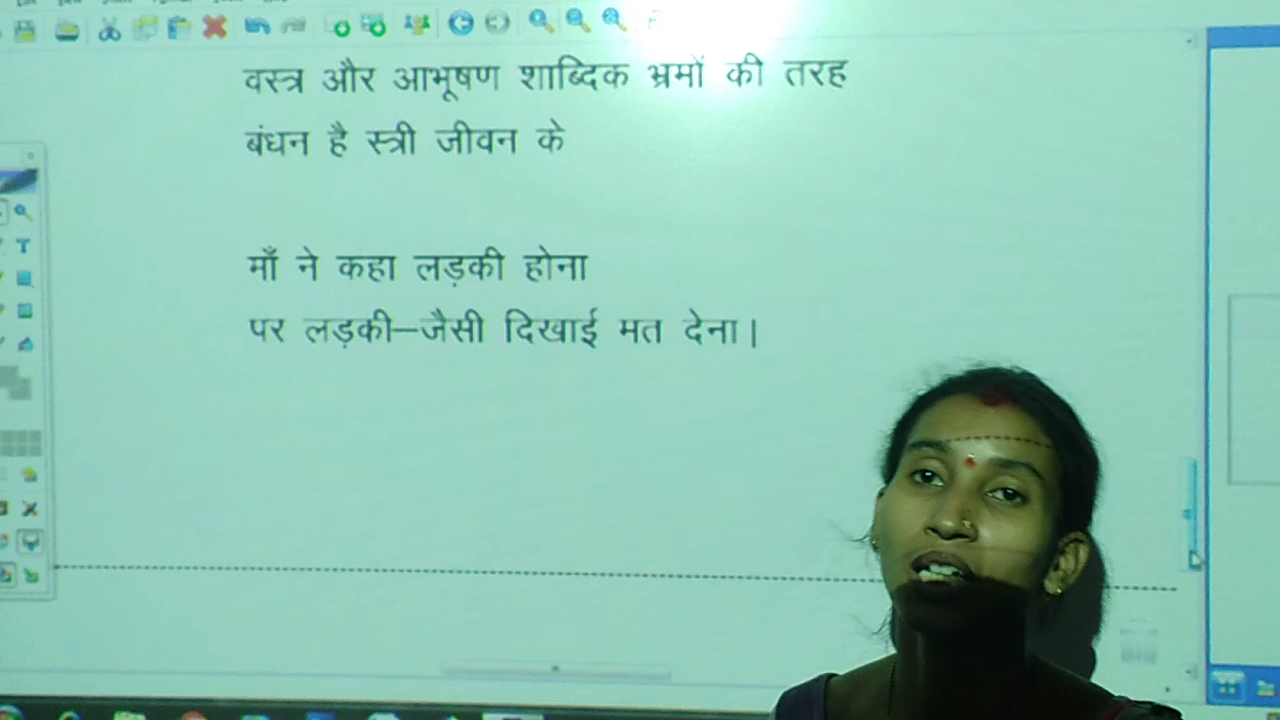 वस्त्र और आभूषण शाब्दिक भ्रमों की तरह
बंधन है स्त्री जीवन के
माँ ने कहा लड़की होना
पर लड़की–जैसी दिखाई मत देना।